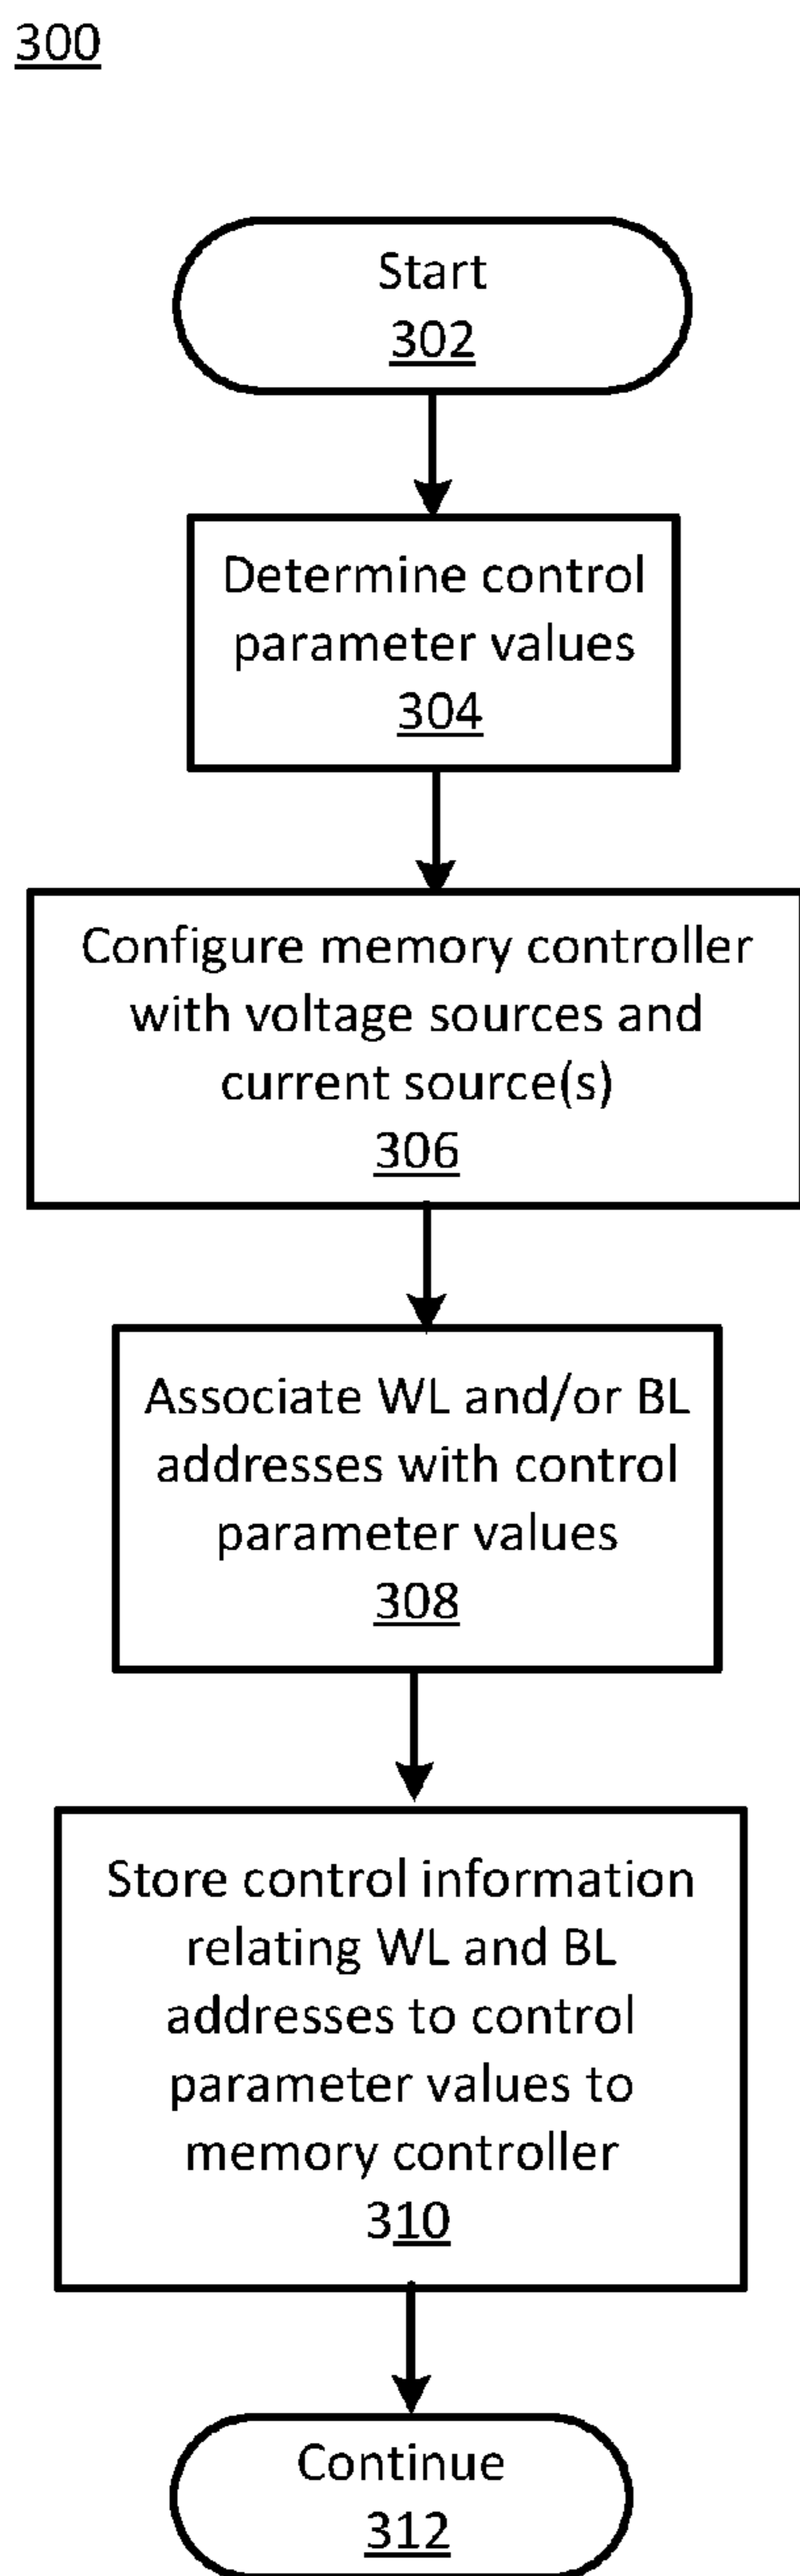 300
Start
302
Determine control
parameter values
304
Configure memory controller
with voltage sources and
current source(s)
306
Associate WL and/or BL
addresses with control
parameter values
308
Store control information
relating WL and BL
addresses to control
parameter values to
memory controller
310
Continue
312